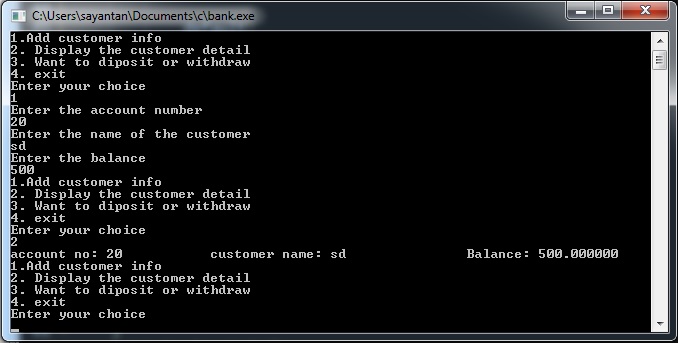 C:\Users\sayantan\Documents\c\bank.exe
1.Add customer info
2. Display the customer detail
3. Want to diposit or withdraw
4. exit
Enter your choice
1
Enter the account number
20
Enter the name of the customer
sd
Enter the balance
500
1.Add customer info
2. Display the customer detail
3. Want to diposit or withdraw
4. exit
Enter your choice
2
account no: 20 customer name: sd Balance: 500.000000
1.Add customer info
2. Display the customer detail
3. Want to diposit or withdraw
4. exit
Enter your choice